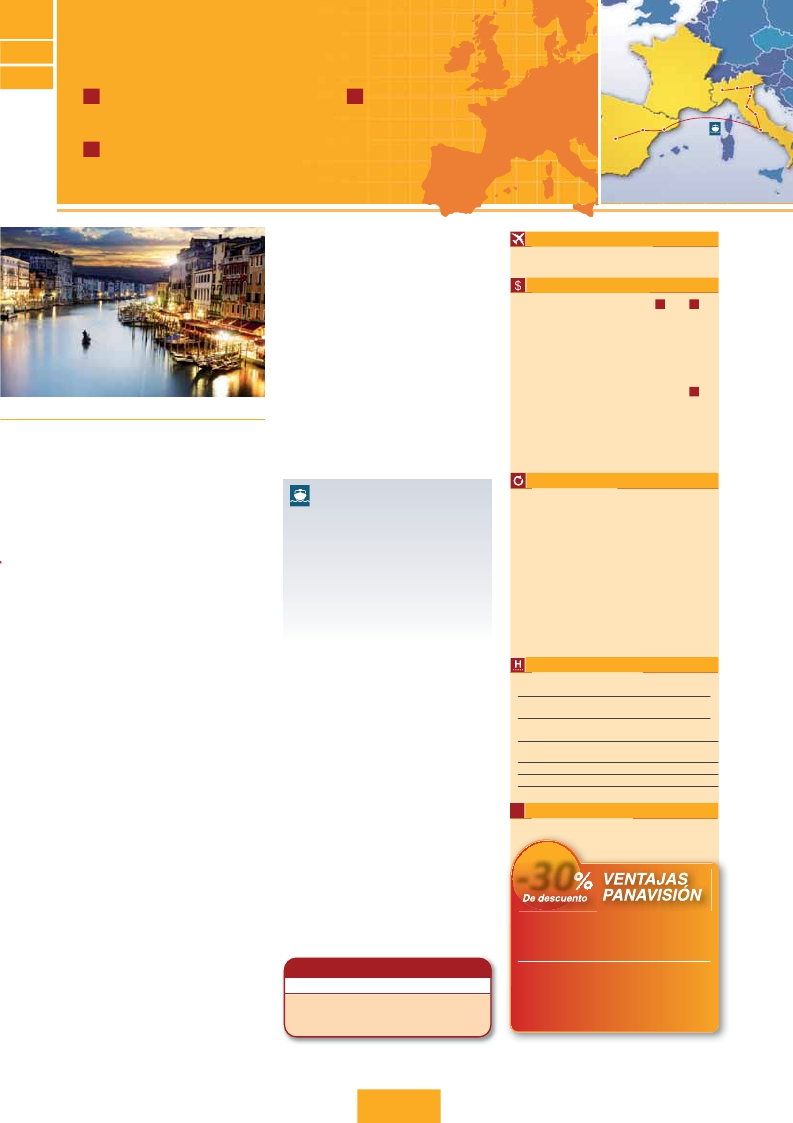 $
H
-30%
De descuento
VENTAJAS
PANAVISIÓN